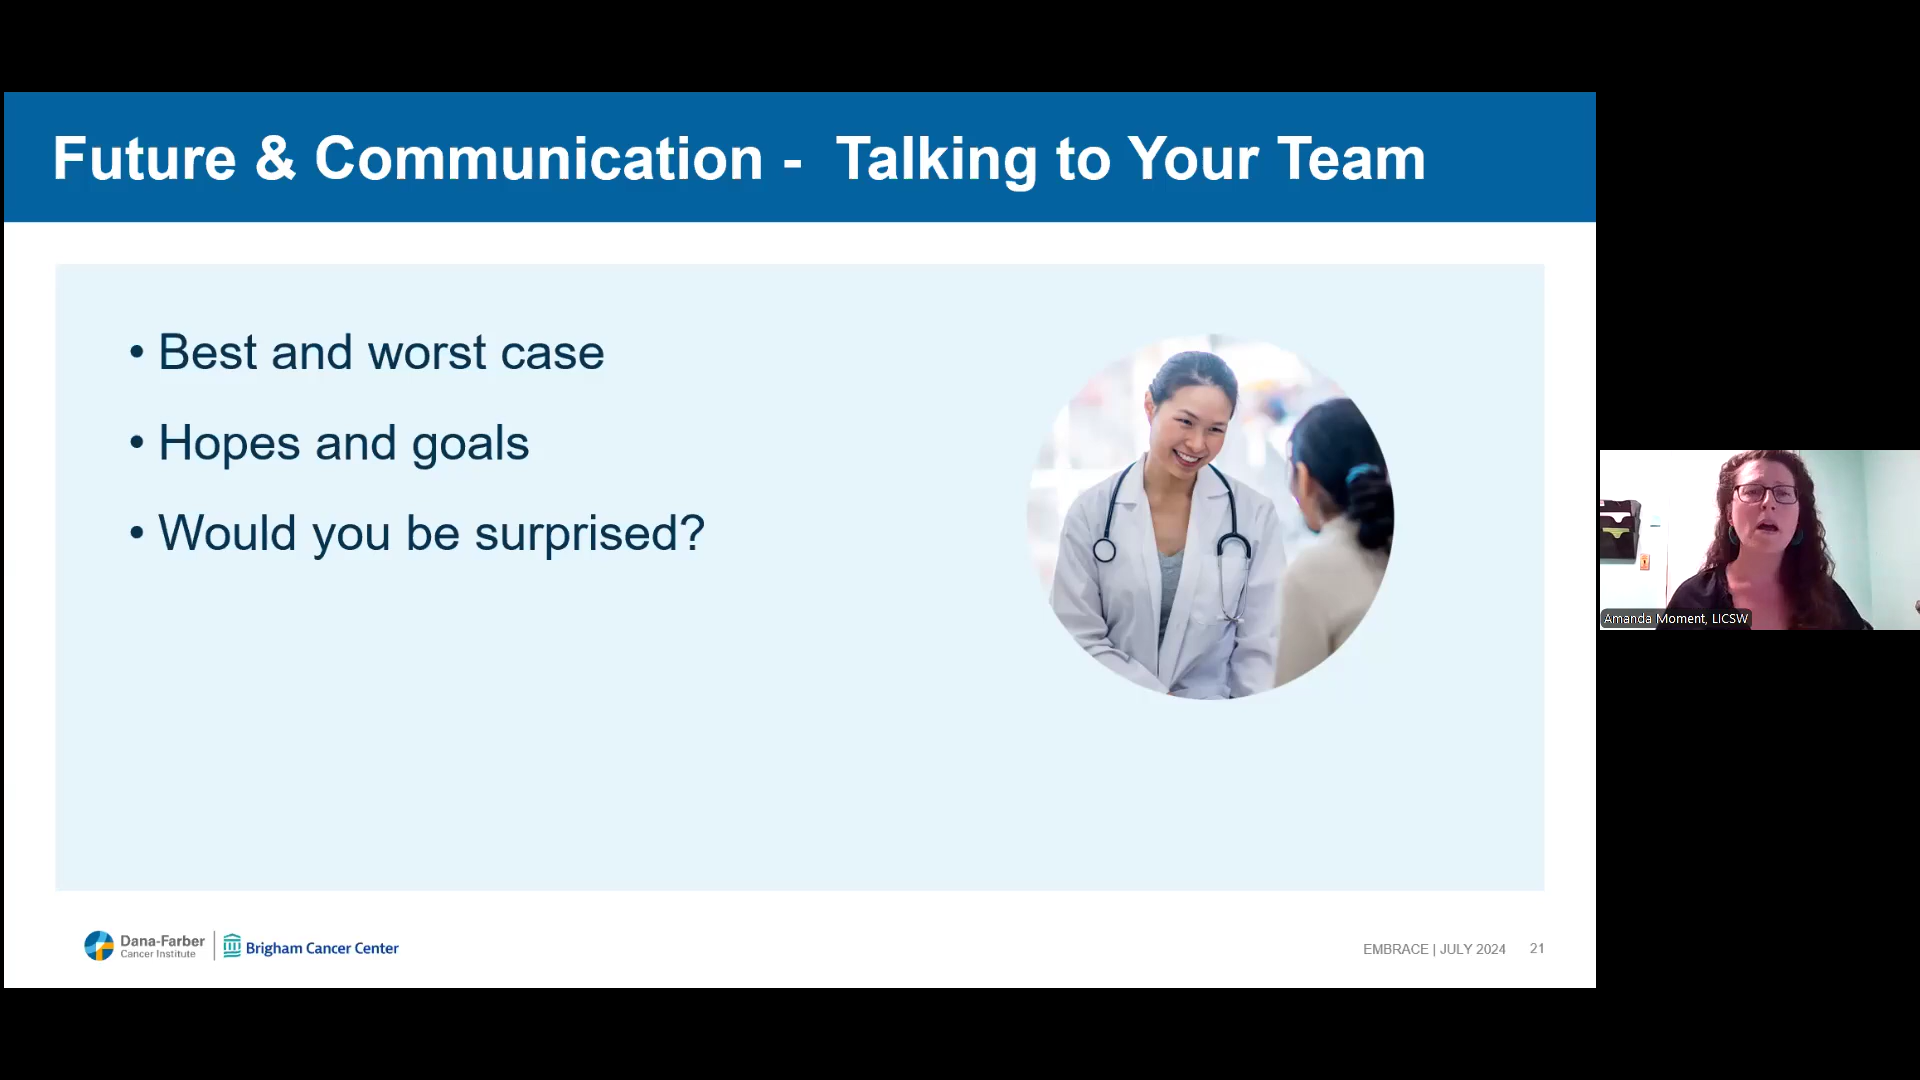 Future & Communication - Talking to Your Team
• Best and worst case
• Hopes and goals
• Would you be surprised?
Amanda Moment, LICSW
Dana-Farber
Cancer Institute
Brigham Cancer Center
EMBRACE | JULY 2024 21